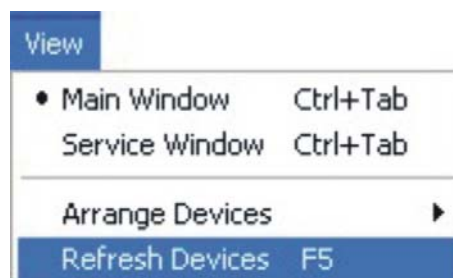 View
• Main Window Ctrl+Tab
Service Window Ctrl+Tab
Arrange Devices
Refresh Devices F5